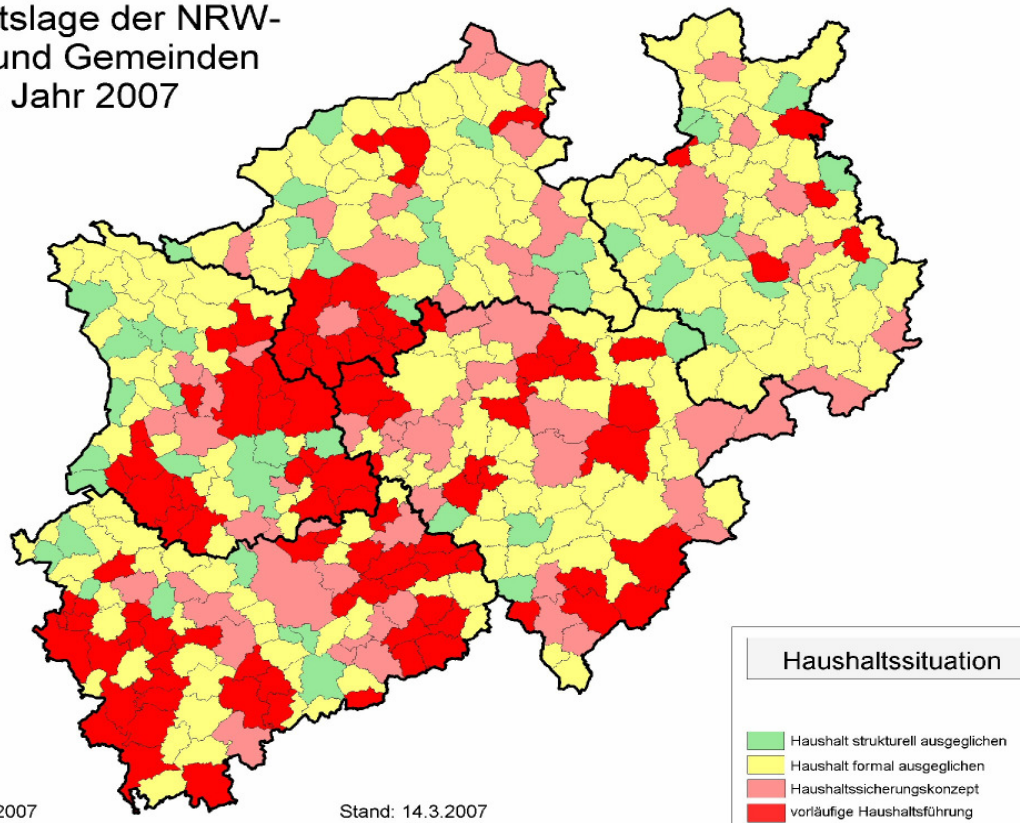 tslage der NRW-
und Gemeinden
Jahr 2007
Haushaltssituation
Haushalt strukturell ausgeglichen
Haushalt formal ausgeglichen
Haushaltssicherungskonzept
vorläufige Haushaltsführung
2007
Stand: 14.3.2007